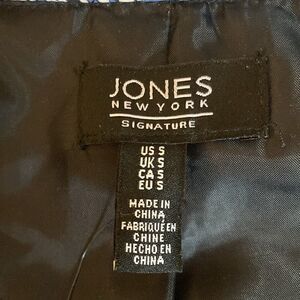 JONES
NEW YORK
SIGNATURE
US S
UK S
CA S
EU S
MADE IN
CHINA
FABRIQUÉ EN
CHINE
HECHO EN
CHINA